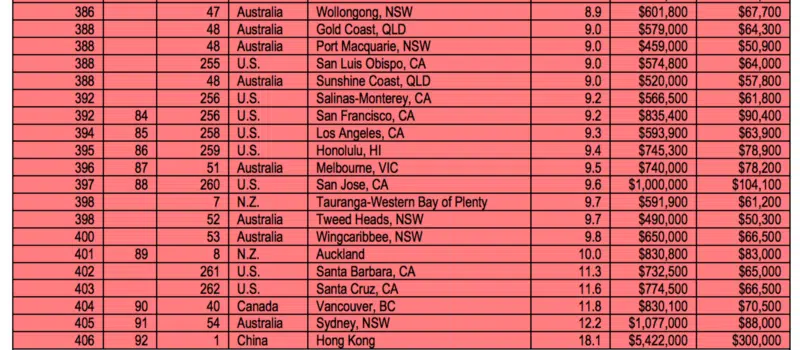 386 47 Australia Wollongong, NSW 8.9 $601,800 $67,700
388 48 Australia Gold Coast, QLD 9.0 $579,000 $64,300
388 48 Australia Port Macquarie, NSW 9.0 $459,000 $50,900
388 255 U.S. San Luis Obispo, CA 9.0 $574,800 $64,000
388 48 Australia Sunshine Coast, QLD 9.0 $520,000 $57,800
392 256 U.S. Salinas-Monterey, CA 9.2 $566,500 $61,800
392 84 256 U.S. San Francisco, CA 9.2 $835,400 $90,400
394 85 258 U.S. Los Angeles, CA 9.3 $593,900 $63,900
395 86 259 U.S. Honolulu, HI 9.4 $745,300 $78,900
396 87 51 Australia Melbourne, VIC 9.5 $740,000 $78,200
397 88 260 U.S. San Jose, CA 9.6 $1,000,000 $104,100
398 7 N.Z. Tauranga-Western Bay of Plenty 9.7 $591,900 $61,200
398 52 Australia Tweed Heads, NSW 9.7 $490,000 $50,300
400 53 Australia Wingcaribbee, NSW 9.8 $650,000 $66,500
401 89 8 N.Z. Auckland 10.0 $830,800 $83,000
402 261 U.S. Santa Barbara, CA 11.3 $732,500 $65,000
403 262 U.S. Santa Cruz, CA 11.6 $774,500 $66,500
404 90 40 Canada Vancouver, BC 11.8 $830,100 $70,500
405 91 54 Australia Sydney, NSW 12.2 $1,077,000 $88,000
406 92 1 China Hong Kong 18.1 $5,422,000 $300,000